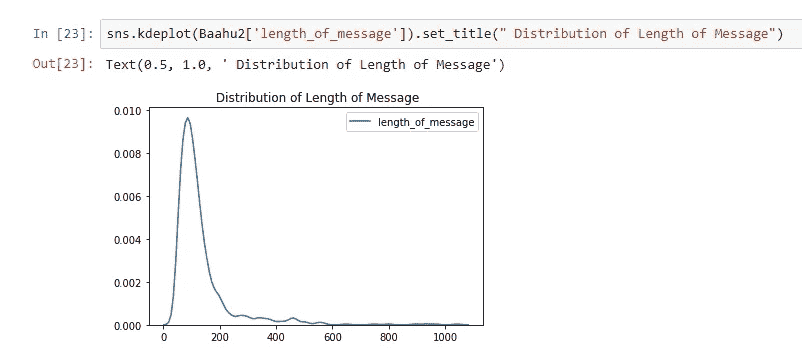 In [23]: sns.kdeplot(Baahu2['length_of_message']).set_title(" Distribution of Length of Message")
Out[23]: Text(0.5, 1.0, ' Distribution of Length of Message')
Distribution of Length of Message
length_of_message
0.010
0.008
0.006
0.004
0.002
0.000
0 200 400 600 800 1000